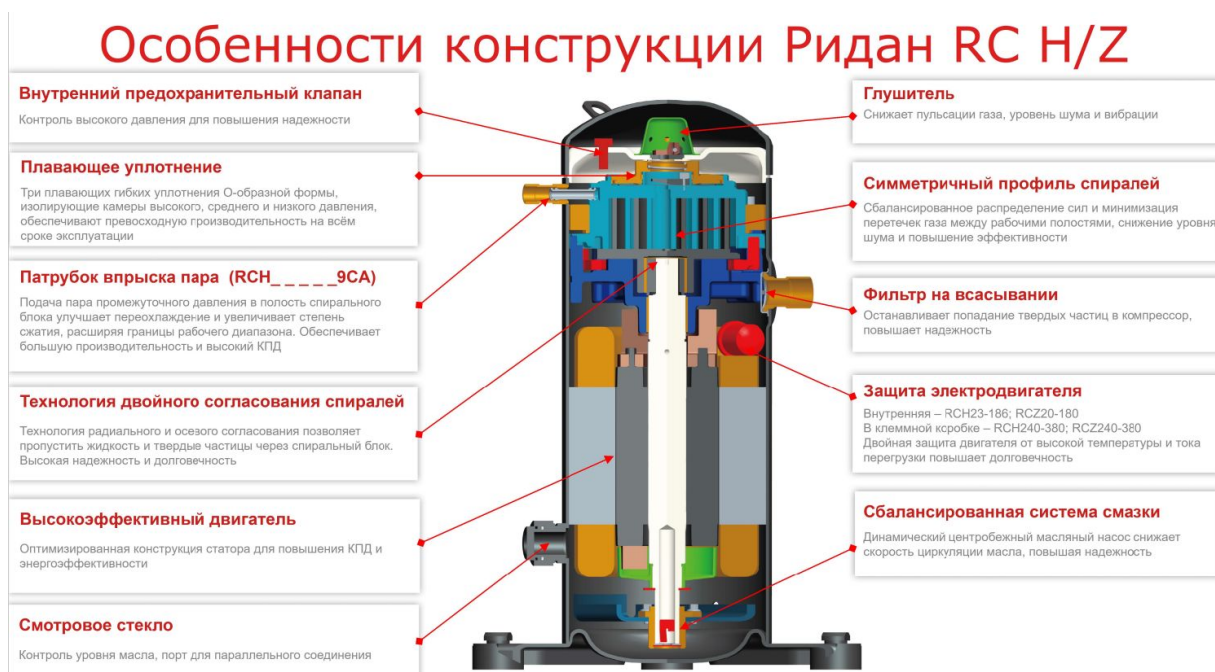 Особенности конструкции Ридан RC H/Z
Внутренний предохранительный клапан
Контроль высокого давления для повышения надежности
Плавающее уплотнение
Три плавающих гибких уплотнения О-образной формы,
изолирующие камеры высокого, среднего и низкого давления,
обеспечивают превосходную производительность на всём
сроке эксплуатации
Патрубок впрыска пара (RCH_ _ _ _ _9CA)
Подача пара промежуточного давления в полость спирального
блока улучшает переохлаждение и увеличивает степень
сжатия, расширяя границы рабочего диапазона. Обеспечивает
большую производительность и высокий КПД
Технология двойного согласования спиралей
Технология радиального и осевого согласования позволяет
пропустить жидкость и твердые частицы через спиральный блок.
Высокая надежность и долговечность
Высокоэффективный двигатель
Оптимизированная конструкция статора для повышения КПД и
энергоэффективности
Смотровое стекло
Контроль уровня масла, порт для параллельного соединения
Глушитель
Снижает пульсации газа, уровень шума и вибрации
Симметричный профиль спиралей
Сбалансированное распределение сил и минимизация
перетечек газа между рабочими полостями, снижение уровня
шума и повышение эффективности
Фильтр на всасывании
Останавливает попадание твердых частиц в компрессор,
повышает надежность
Защита электродвигателя
Внутренняя – RCH23-186; RCZ20-180
В клеммной коробке – RCH240-380; RCZ240-380
Двойная защита двигателя от высокой температуры и тока
перегрузки повышает долговечность
Сбалансированная система смазки
Динамический центробежный масляный насос снижает
скорость циркуляции масла, повышая надежность